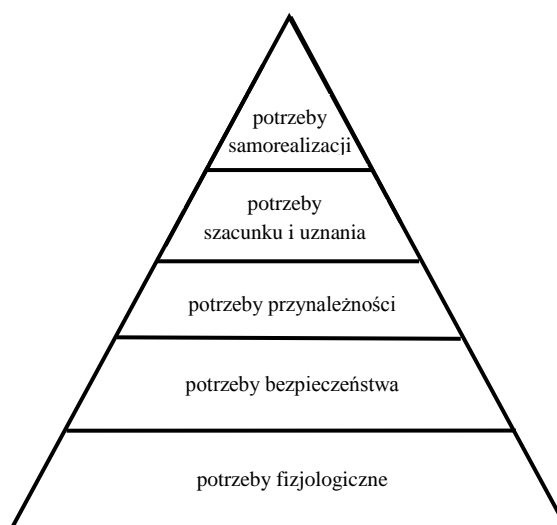 potrzeby
samorealizacji
potrzeby
szacunku i uznania
potrzeby przynależności
potrzeby bezpieczeństwa
potrzeby fizjologiczne